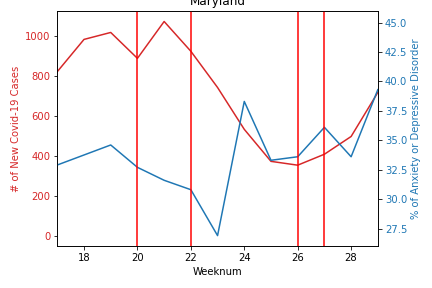 Maryland
# of New Covid-19 Cases
1000
800
600
400
200
0
45.0
42.5
40.0
37.5
35.0
32.5
30.0
27.5
% of Anxiety or Depressive Disorder
18 20 22 24 26 28
Weeknum